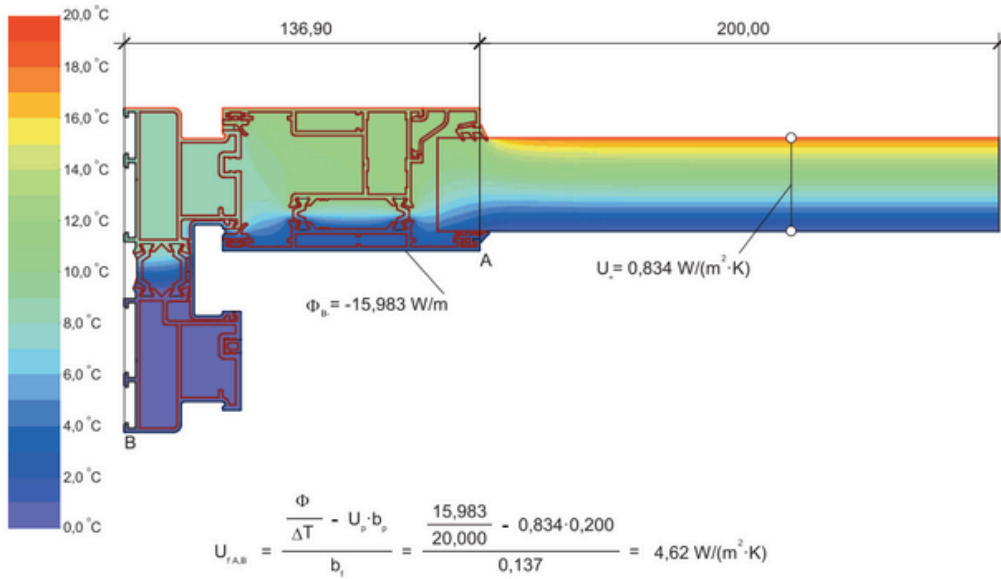 20,0 °C
18,0 °C
16,0 °C
14,0 °C
12,0 °C
10,0 °C
8,0 °C
6,0 °C
4,0 °C
2,0 °C
0,0 °C
136,90
200,00
A
U = 0,834 W/(m²·K)
Φ = -15,983 W/m
B
Φ/ΔT - Uₚ·bₚ 15,983/20,000 - 0,834·0,200
U f A,B = = = 4,62 W/(m²·K)
b f 0,137